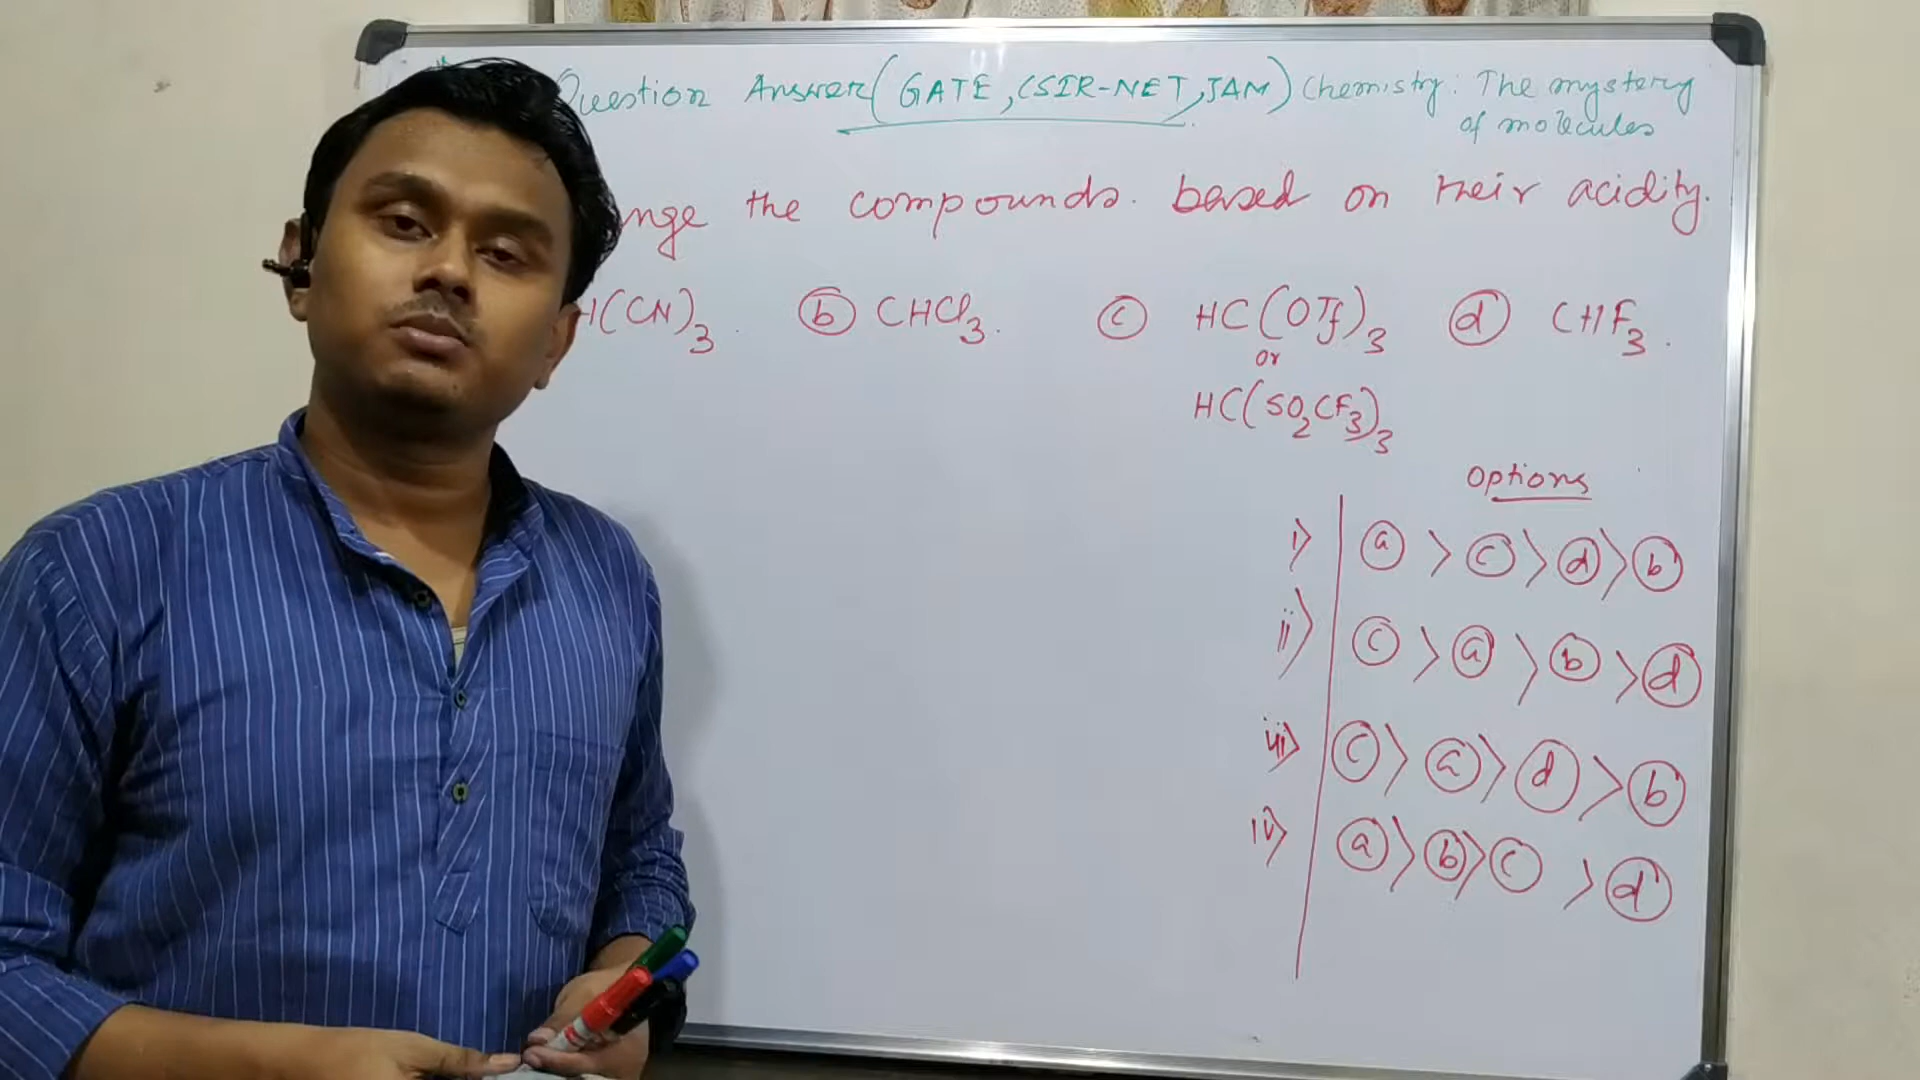 Question Answer (GATE, CSIR-NET, JAM) Chemistry: The mystery
of molecules
nge the compounds. based on their acidity.
H(CN)3. ⓑ CHCl3. ⓒ HC(OTf)3 ⓓ CHF3.
or
HC(SO2CF3)3
Options
i) ⓐ > ⓒ > ⓓ > ⓑ
ii) ⓒ > ⓐ > ⓑ > ⓓ
iii) ⓒ > ⓐ > ⓓ > ⓑ
iv) ⓐ > ⓑ > ⓒ > ⓓ